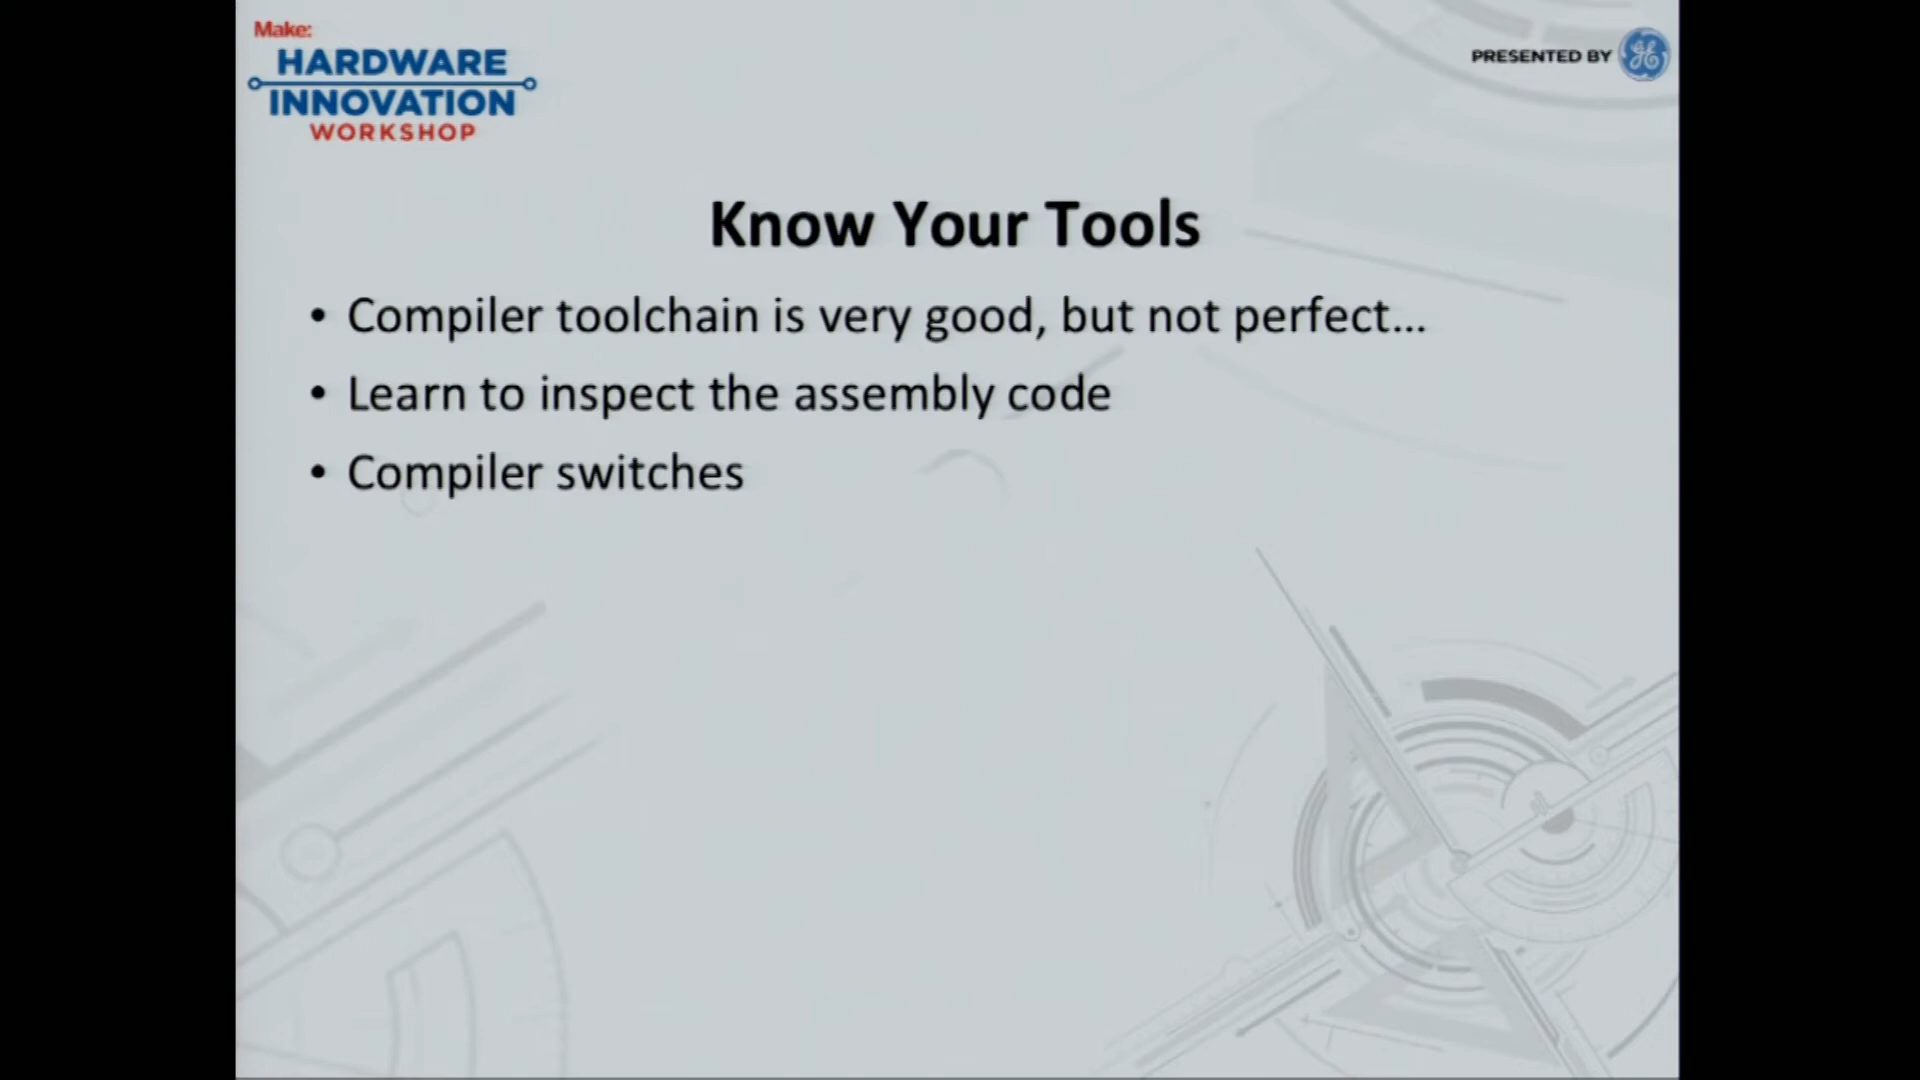 Make:
HARDWARE
INNOVATION
WORKSHOP
PRESENTED BY
Know Your Tools
• Compiler toolchain is very good, but not perfect...
• Learn to inspect the assembly code
• Compiler switches